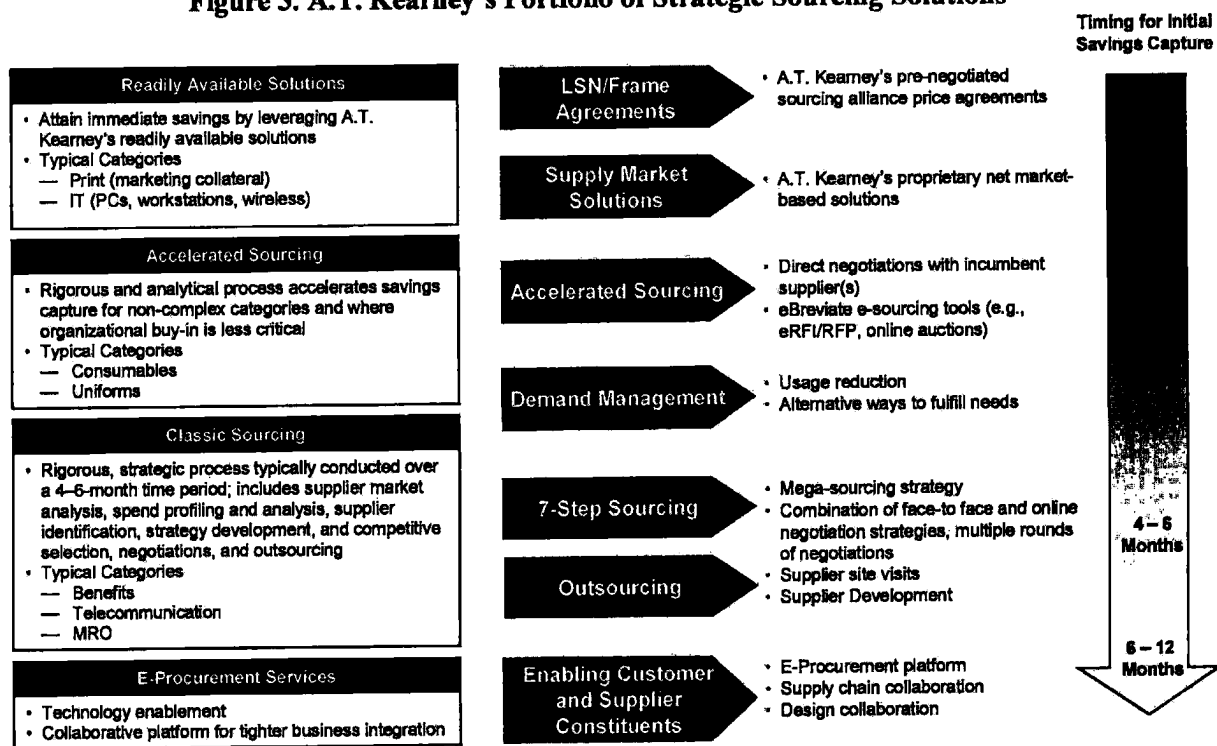 Figure A.T. Kearney's Portfolio of Strategic Sourcing Solutions
Timing for Initial
Savings Capture
Readily Available Solutions
• Attain immediate savings by leveraging A.T.
Kearney's readily available solutions
• Typical Categories
— Print (marketing collateral)
— IT (PCs, workstations, wireless)
LSN/Frame
Agreements
• A.T. Kearney's pre-negotiated
sourcing alliance price agreements
Supply Market
Solutions
• A.T. Kearney's proprietary net market-
based solutions
Accelerated Sourcing
• Rigorous and analytical process accelerates savings
capture for non-complex categories and where
organizational buy-in is less critical
• Typical Categories
— Consumables
— Uniforms
Accelerated Sourcing
• Direct negotiations with incumbent
supplier(s)
• eBreviate e-sourcing tools (e.g.,
eRFI/RFP, online auctions)
Demand Management
• Usage reduction
• Alternative ways to fulfill needs
Classic Sourcing
• Rigorous, strategic process typically conducted over
a 4–6-month time period; includes supplier market
analysis, spend profiling and analysis, supplier
identification, strategy development, and competitive
selection, negotiations, and outsourcing
• Typical Categories
— Benefits
— Telecommunication
— MRO
7-Step Sourcing
• Mega-sourcing strategy
• Combination of face-to face and online
negotiation strategies, multiple rounds
of negotiations
Outsourcing
• Supplier site visits
• Supplier Development
4 – 6
Months
E-Procurement Services
• Technology enablement
• Collaborative platform for tighter business integration
Enabling Customer
and Supplier
Constituents
• E-Procurement platform
• Supply chain collaboration
• Design collaboration
6 – 12
Months